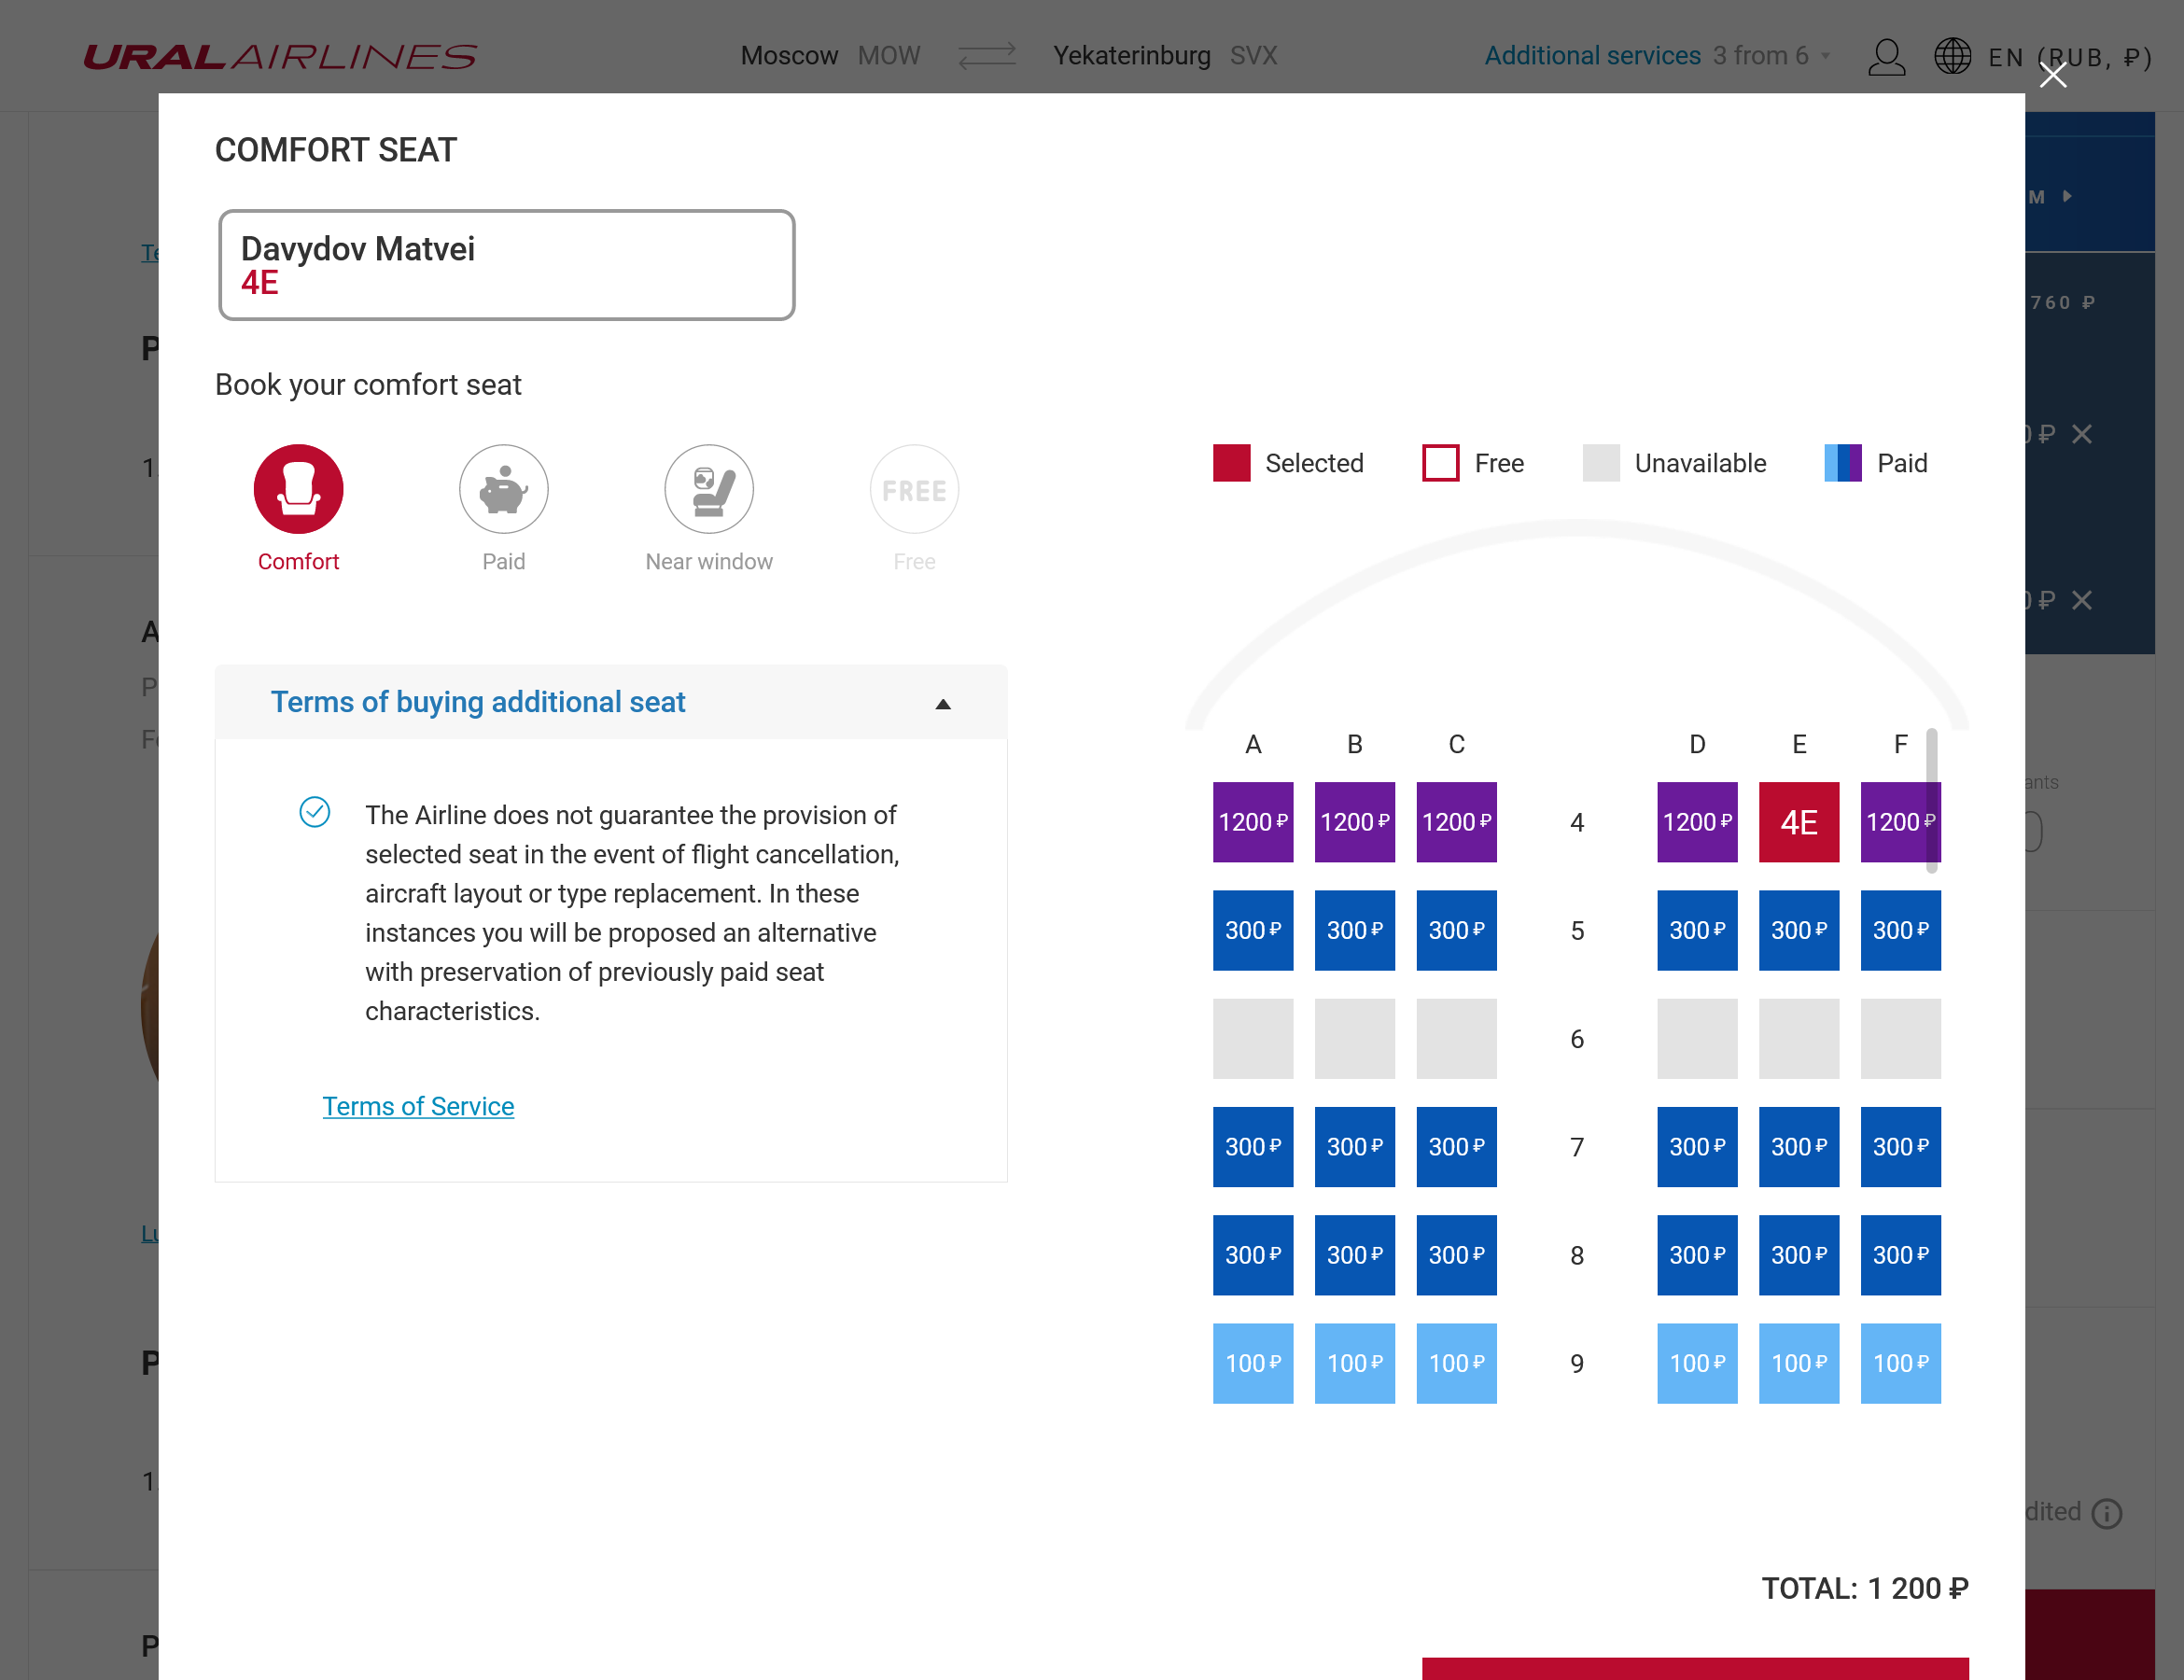 URAL AIRLINES
Moscow MOW Yekaterinburg SVX
Additional services 3 from 6
EN (RUB, ₽)
COMFORT SEAT
Davydov Matvei
4E
Book your comfort seat
Comfort
Paid
Near window
FREE
Free
Selected
Free
Unavailable
Paid
Terms of buying additional seat
The Airline does not guarantee the provision of
selected seat in the event of flight cancellation,
aircraft layout or type replacement. In these
instances you will be proposed an alternative
with preservation of previously paid seat
characteristics.
Terms of Service
A B C D E F
1200 ₽ 1200 ₽ 1200 ₽ 4 1200 ₽ 4E 1200 ₽
300 ₽ 300 ₽ 300 ₽ 5 300 ₽ 300 ₽ 300 ₽
6
300 ₽ 300 ₽ 300 ₽ 7 300 ₽ 300 ₽ 300 ₽
300 ₽ 300 ₽ 300 ₽ 8 300 ₽ 300 ₽ 300 ₽
100 ₽ 100 ₽ 100 ₽ 9 100 ₽ 100 ₽ 100 ₽
TOTAL: 1 200 ₽
760 ₽